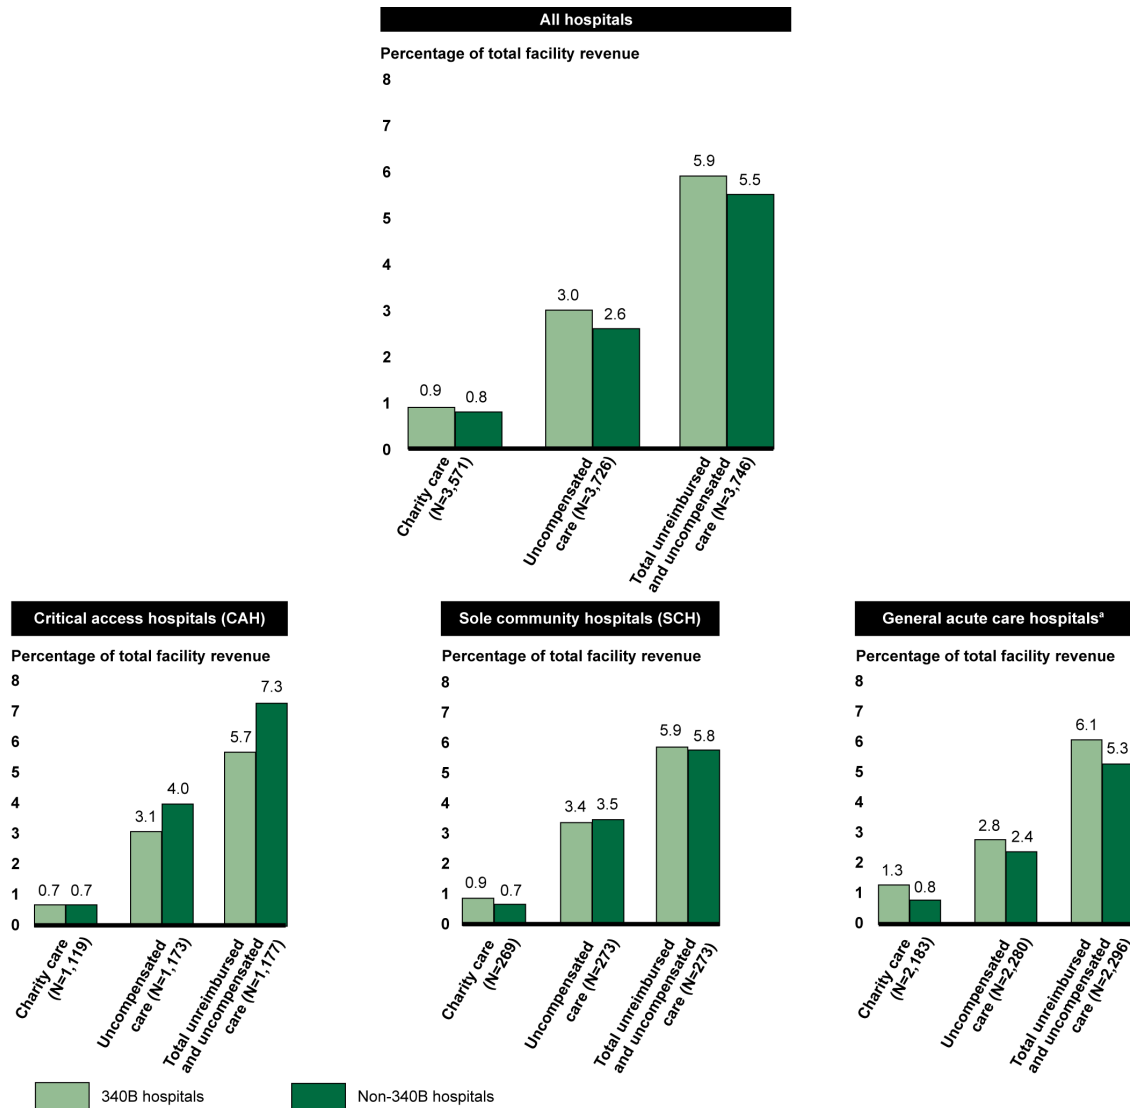 All hospitals
Percentage of total facility revenue
8
7
6
5
4
3
2
1
0
0.9
0.8
3.0
2.6
5.9
5.5
Charity care
(N=3,571)
Uncompensated
care (N=3,726)
Total unreimbursed
and uncompensated
care (N=3,746)
Critical access hospitals (CAH)
Percentage of total facility revenue
8
7
6
5
4
3
2
1
0
0.7
0.7
3.1
4.0
5.7
7.3
Charity care
(N=1,119)
Uncompensated
care (N=1,173)
Total unreimbursed
and uncompensated
care (N=1,177)
Sole community hospitals (SCH)
Percentage of total facility revenue
8
7
6
5
4
3
2
1
0
0.9
0.7
3.4
3.5
5.9
5.8
Charity care
(N=269)
Uncompensated
care (N=273)
Total unreimbursed
and uncompensated
care (N=273)
General acute care hospitalsª
Percentage of total facility revenue
8
7
6
5
4
3
2
1
0
1.3
0.8
2.8
2.4
6.1
5.3
Charity care
(N=2,183)
Uncompensated
care (N=2,280)
Total unreimbursed
and uncompensated
care (N=2,296)
340B hospitals
Non-340B hospitals